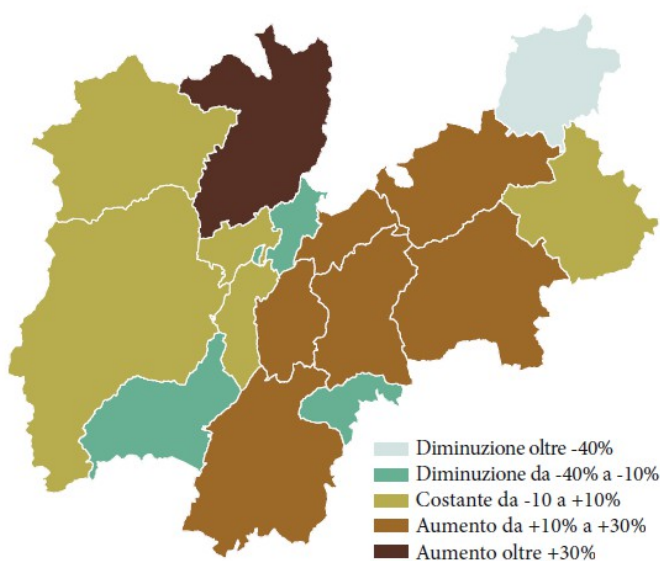 Diminuzione oltre -40%
Diminuzione da -40% a -10%
Costante da -10 a +10%
Aumento da +10% a +30%
Aumento oltre +30%